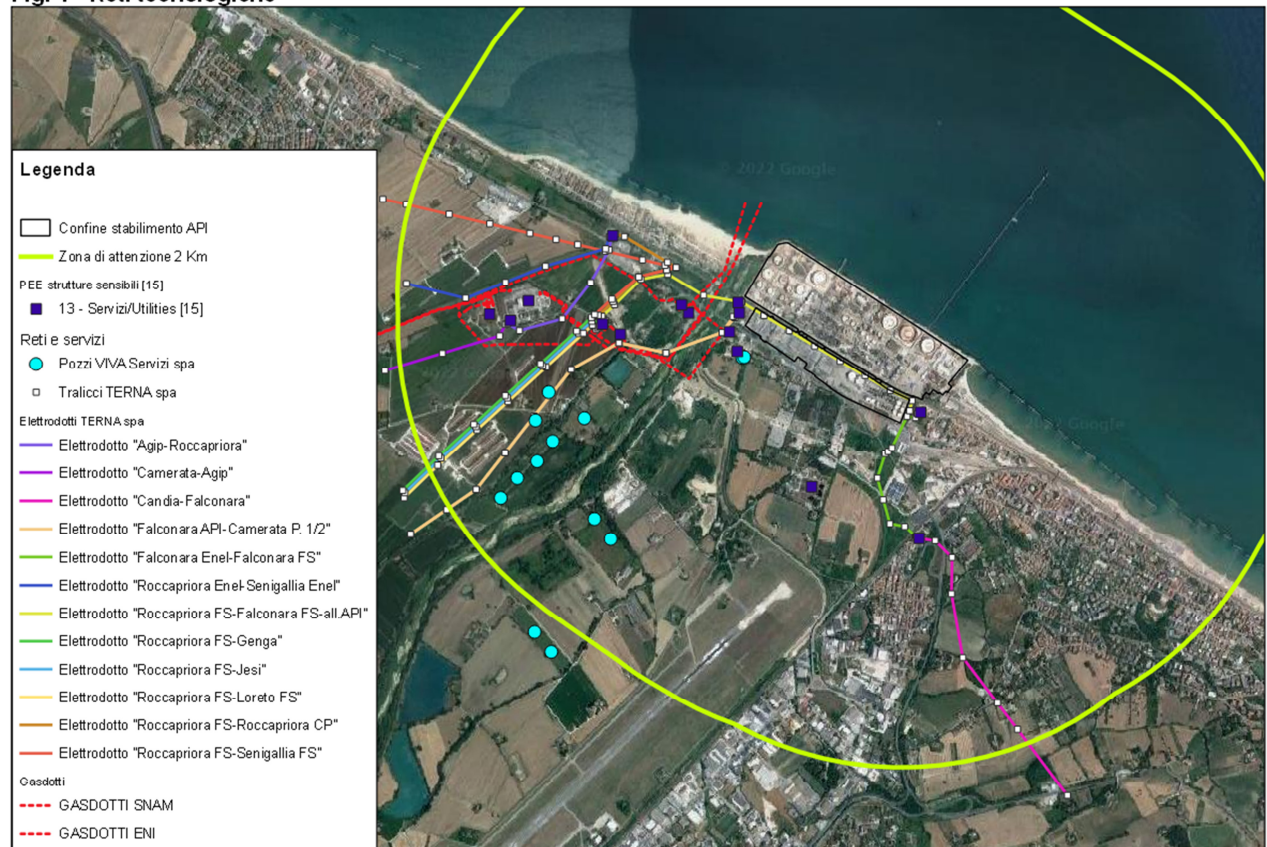 Fig. 4 - Reti tecnologiche
© 2022 Google
Legenda
Confine stabilimento API
Zona di attenzione 2 Km
PEE strutture sensibili [15]
13 - Servizi/Utilities [15]
Reti e servizi
Pozzi VIVA Servizi spa
Tralicci TERNA spa
Elettrodotti TERNA spa
Elettrodotto "Agip-Roccapriora"
Elettrodotto "Camerata-Agip"
Elettrodotto "Candia-Falconara"
Elettrodotto "Falconara API-Camerata P. 1/2"
Elettrodotto "Falconara Enel-Falconara FS"
Elettrodotto "Roccapriora Enel-Senigallia Enel"
Elettrodotto "Roccapriora FS-Falconara FS-all.API"
Elettrodotto "Roccapriora FS-Genga"
Elettrodotto "Roccapriora FS-Jesi"
Elettrodotto "Roccapriora FS-Loreto FS"
Elettrodotto "Roccapriora FS-Roccapriora CP"
Elettrodotto "Roccapriora FS-Senigallia FS"
Gasdotti
GASDOTTI SNAM
GASDOTTI ENI
2022 Google